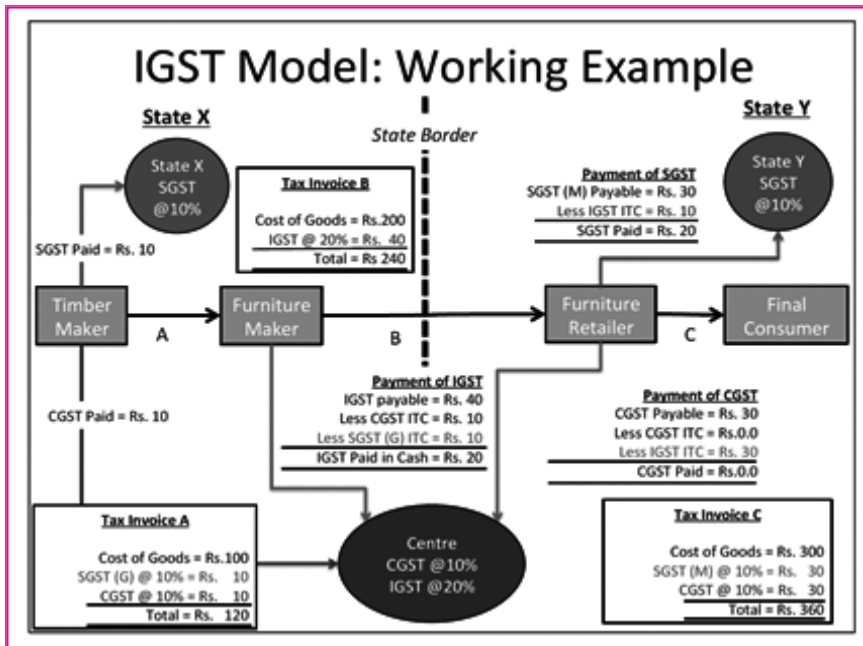 IGST Model: Working Example
State X
State Border
State Y
State X
SGST
@10%
Tax Invoice B
Cost of Goods = Rs.200
IGST @ 20% = Rs. 40
Total = Rs 240
Payment of SGST
SGST (M) Payable = Rs. 30
Less IGST ITC = Rs. 10
SGST Paid = Rs. 20
State Y
SGST
@10%
SGST Paid = Rs. 10
Timber
Maker
A
Furniture
Maker
B
Furniture
Retailer
C
Final
Consumer
CGST Paid = Rs. 10
Payment of IGST
IGST payable = Rs. 40
Less CGST ITC = Rs. 10
Less SGST (G) ITC = Rs. 10
IGST Paid in Cash = Rs. 20
Payment of CGST
CGST Payable = Rs. 30
Less CGST ITC = Rs.0.0
Less IGST ITC = Rs. 30
CGST Paid = Rs.0.0
Tax Invoice A
Cost of Goods = Rs.100
SGST (G) @ 10% = Rs. 10
CGST @ 10% = Rs. 10
Total = Rs. 120
Centre
CGST @10%
IGST @20%
Tax Invoice C
Cost of Goods = Rs. 300
SGST (M) @ 10% = Rs. 30
CGST @ 10% = Rs. 30
Total = Rs. 360